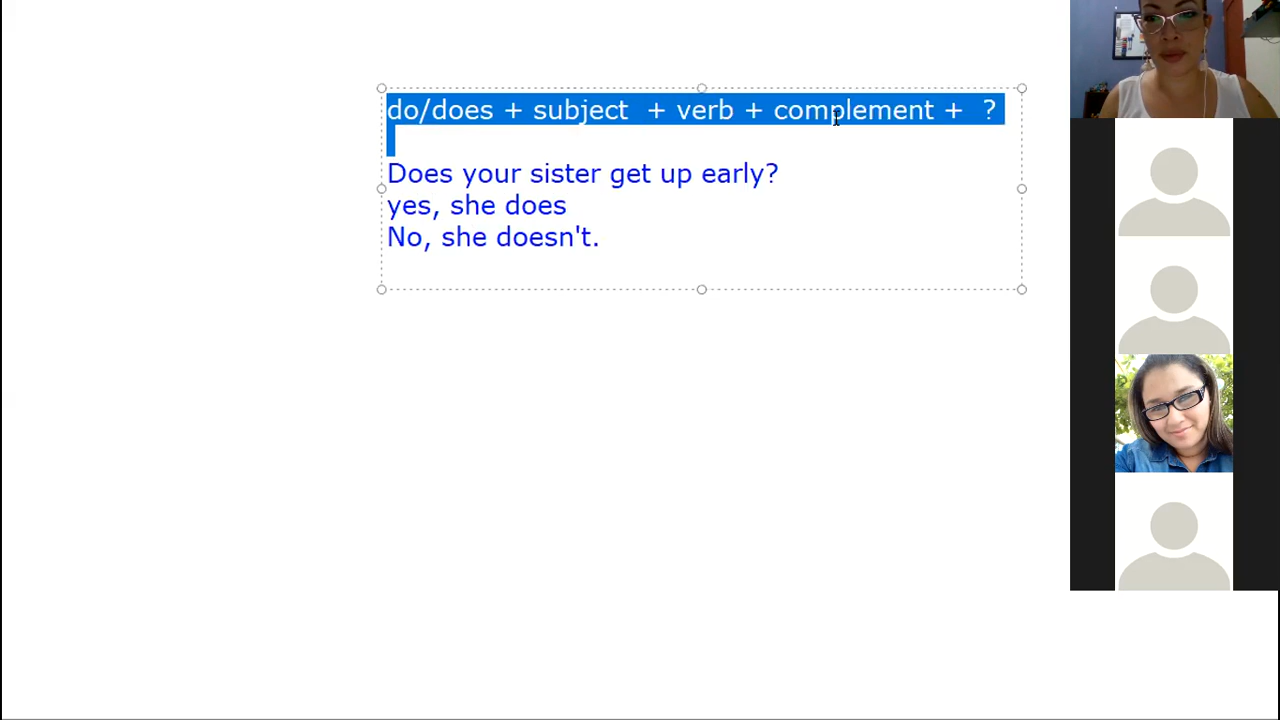 do/does + subject  + verb + complement +  ?
Does your sister get up early?
yes, she does
No, she doesn't.